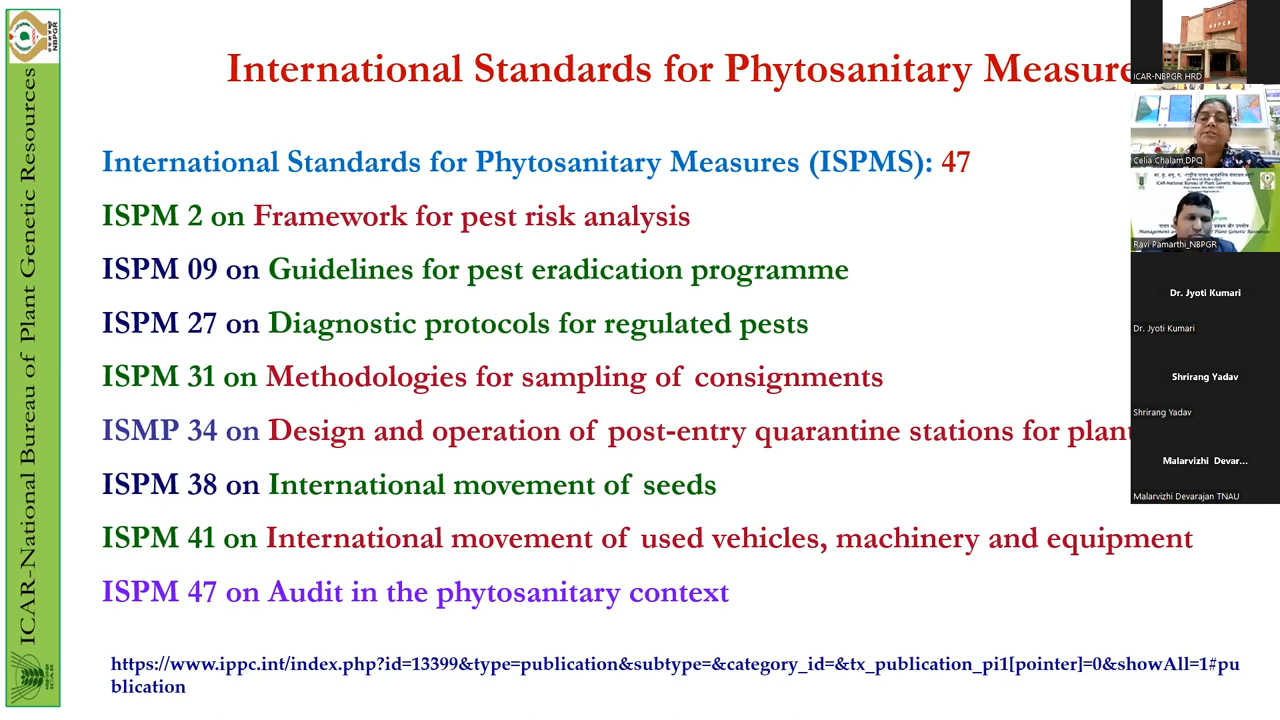 International Standards for Phytosanitary Measure
International Standards for Phytosanitary Measures (ISPMS): 47
ISPM 2 on Framework for pest risk analysis
ISPM 09 on Guidelines for pest eradication programme
ISPM 27 on Diagnostic protocols for regulated pests
ISPM 31 on Methodologies for sampling of consignments
ISMP 34 on Design and operation of post-entry quarantine stations for plant
ISPM 38 on International movement of seeds
ISPM 41 on International movement of used vehicles, machinery and equipment
ISPM 47 on Audit in the phytosanitary context
https://www.ippc.int/index.php?id=13399&type=publication&subtype=&category_id=&tx_publication_pi1[pointer]=0&showAll=1#pu
blication
NBPGR
ICAR-National Bureau of Plant Genetic Resources
ICAR
NBPGR
ICAR-NBPGR HRD
Celia Chalam,DPQ
Ravi Pamarthi_NBPGR
Dr. Jyoti Kumari
Dr. Jyoti Kumari
Shrirang Yadav
Shrirang Yadav
Malarvizhi Devar...
Malarvizhi Devarajan TNAU